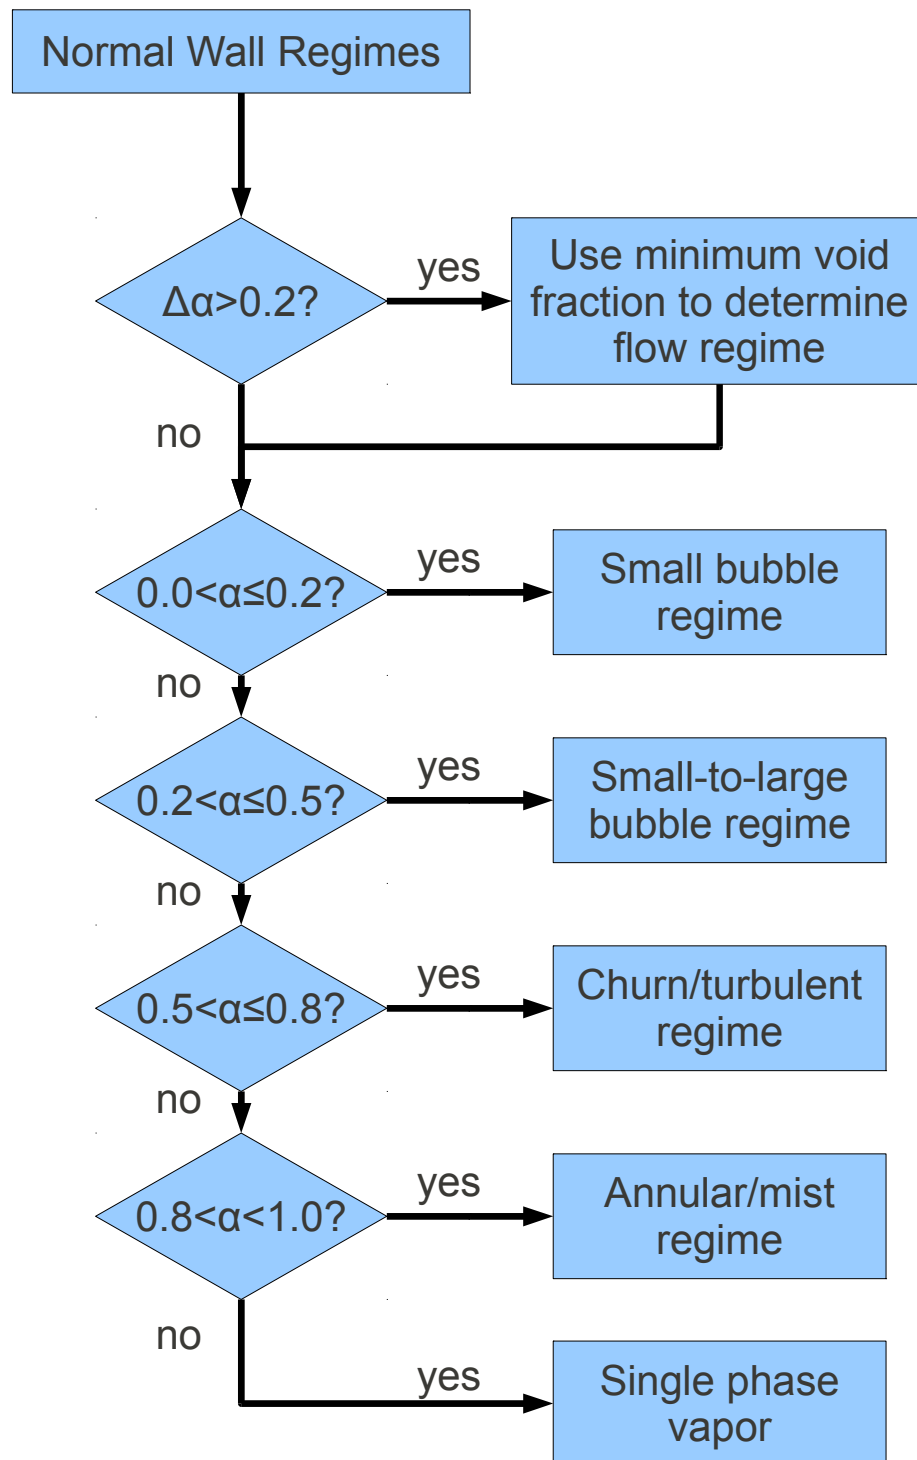 Normal Wall Regimes
Δα>0.2?
yes
Use minimum void
fraction to determine
flow regime
no
0.0<α≤0.2?
yes
Small bubble
regime
no
0.2<α≤0.5?
yes
Small-to-large
bubble regime
no
0.5<α≤0.8?
yes
Churn/turbulent
regime
no
0.8<α<1.0?
yes
Annular/mist
regime
no
yes
Single phase
vapor